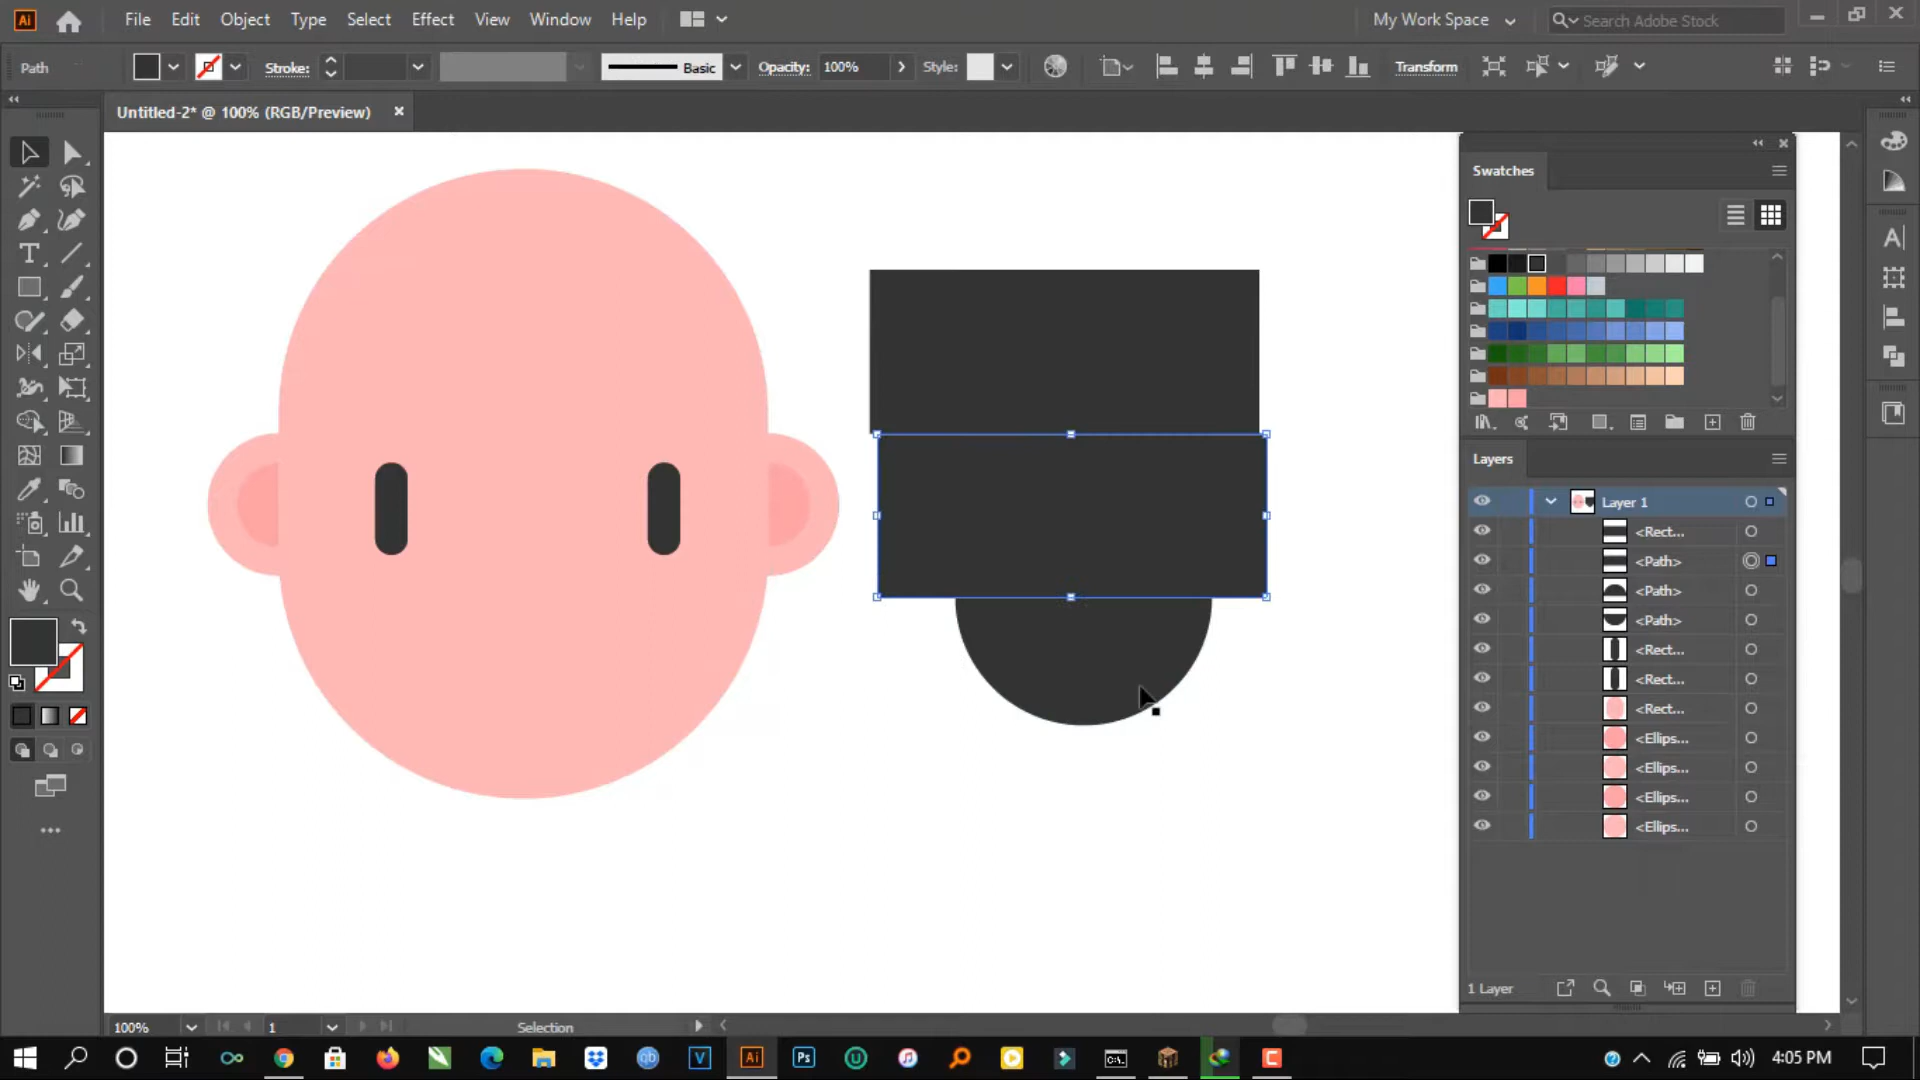 Ai File Edit Object Type Select Effect View Window Help My Work Space Search Adobe Stock
Path Stroke: Basic Opacity: 100% Style: Transform
Untitled-2* @ 100% (RGB/Preview)
Swatches
Layers
Layer 1
<Rect...
<Path>
<Path>
<Path>
<Rect...
<Rect...
<Rect...
<Ellips...
<Ellips...
<Ellips...
<Ellips...
1 Layer
100% 1 Selection
4:05 PM